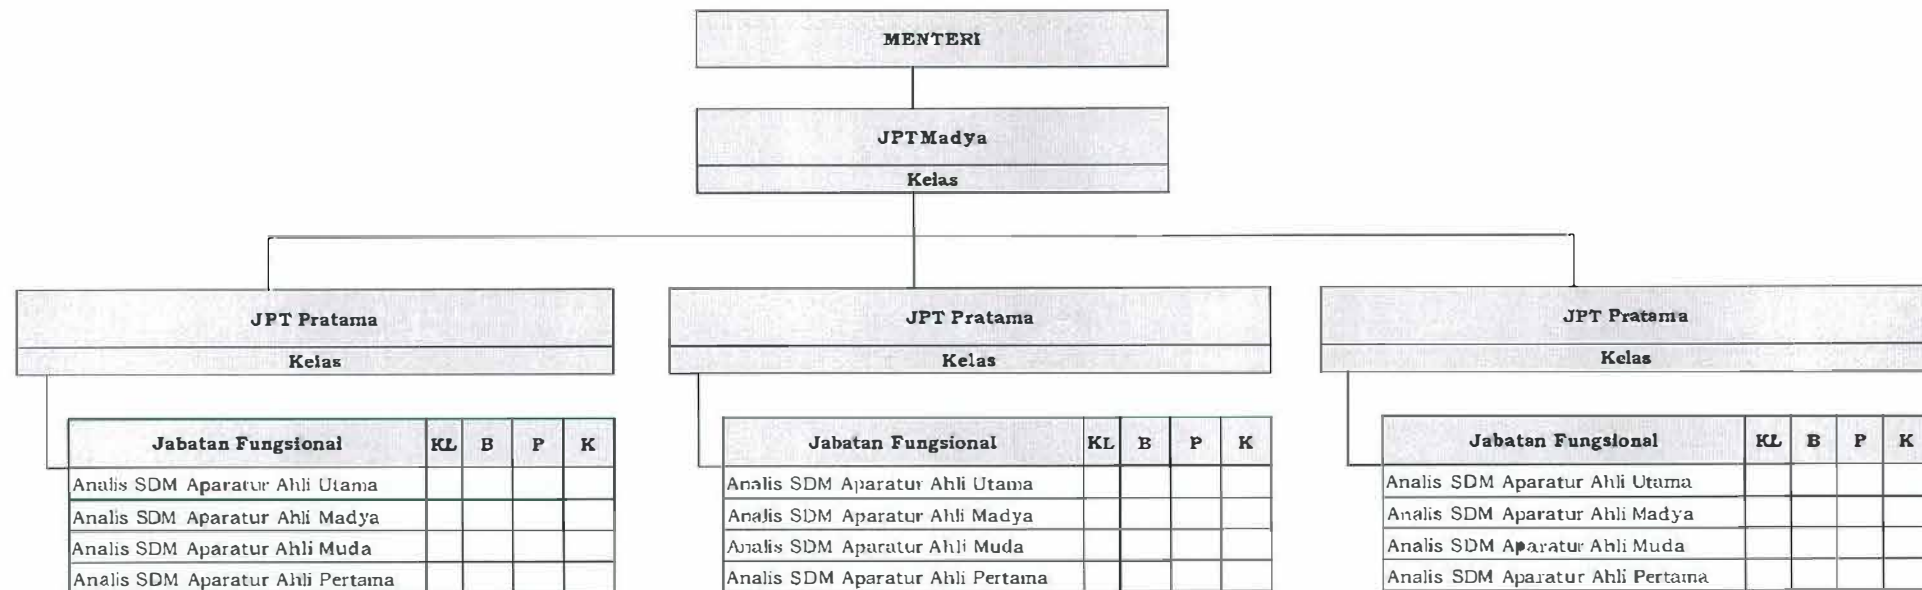 MENTERI
JPT Madya
Kelas
JPT Pratama
Kelas
Jabatan Fungsional KL B P K
Analis SDM Aparatur Ahli Utama
Analis SDM Aparatur Ahli Madya
Analis SDM Aparatur Ahli Muda
Analis SDM Aparatur Ahli Pertama
JPT Pratama
Kelas
Jabatan Fungsional KL B P K
Analis SDM Aparatur Ahli Utama
Analis SDM Aparatur Ahli Madya
Analis SDM Aparatur Ahli Muda
Analis SDM Aparatur Ahli Pertama
JPT Pratama
Kelas
Jabatan Fungsional KL B P K
Analis SDM Aparatur Ahli Utama
Analis SDM Aparatur Ahli Madya
Analis SDM Aparatur Ahli Muda
Analis SDM Aparatur Ahli Pertama